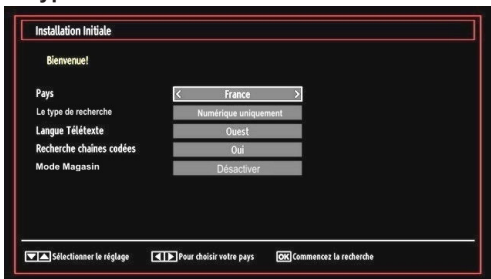 Installation Initiale
Bienvenue!
Pays < France >
Le type de recherche Numérique uniquement
Langue Télétexte Ouest
Recherche chaînes codées Oui
Mode Magasin Désactiver
Sélectionner le réglage Pour choisir votre pays OK Commencez la recherche